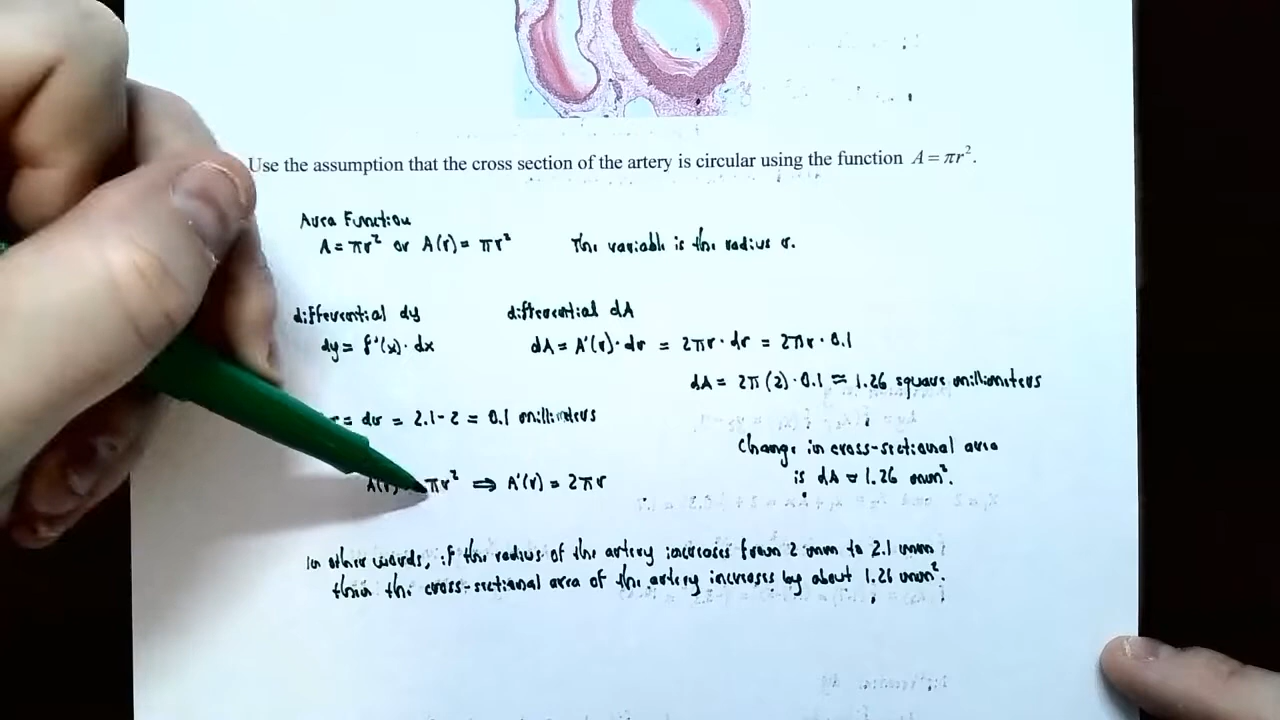 Use the assumption that the cross section of the artery is circular using the function A = πr².
Area Function
A = πr² or A(r) = πr² The variable is the radius r.
differential dy differential dA
dy = f'(x)·dx dA = A'(r)·dr = 2πr·dr = 2πr·0.1
dA = 2π(2)·0.1 ≈ 1.26 square millimeters
= dr = 2.1-2 = 0.1 millimeters
Change in cross-sectional area
is dA ≈ 1.26 mm².
A(r) πr² ⇒ A'(r) = 2πr
In other words, if the radius of the artery increases from 2 mm to 2.1 mm
then the cross-sectional area of the artery increases by about 1.26 mm².